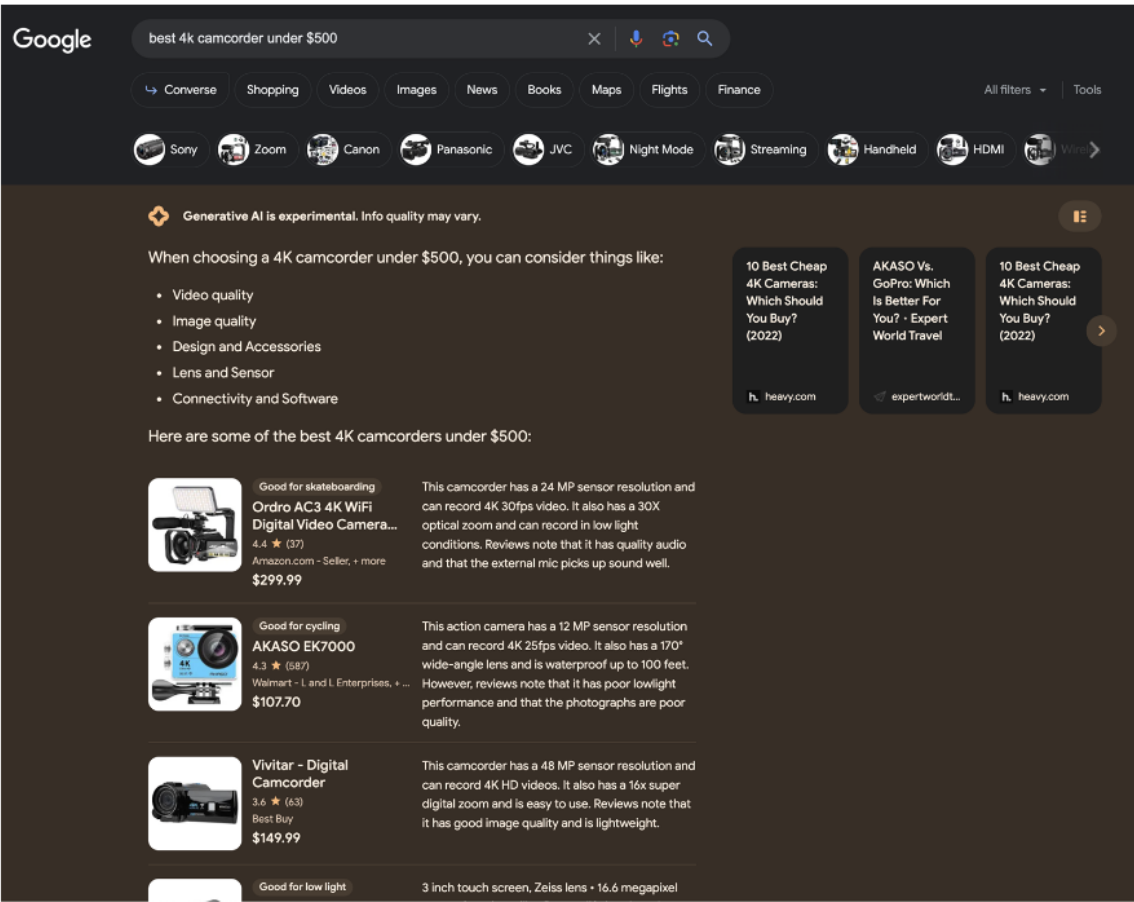 Google
best 4k camcorder under $500
Converse
Shopping
Videos
Images
News
Books
Maps
Flights
Finance
All filters
Tools
Sony
Zoom
Canon
Panasonic
JVC
Night Mode
Streaming
Handheld
HDMI
Generative AI is experimental. Info quality may vary.
When choosing a 4K camcorder under $500, you can consider things like:
• Video quality
• Image quality
• Design and Accessories
• Lens and Sensor
• Connectivity and Software
10 Best Cheap
4K Cameras:
Which Should
You Buy?
(2022)
h. heavy.com
AKASO Vs.
GoPro: Which
Is Better For
You? • Expert
World Travel
expertworldt...
10 Best Cheap
4K Cameras:
Which Should
You Buy?
(2022)
h. heavy.com
Here are some of the best 4K camcorders under $500:
Good for skateboarding
Ordro AC3 4K WiFi
Digital Video Camera...
4.4 ★ (37)
Amazon.com - Seller, + more
$299.99
This camcorder has a 24 MP sensor resolution and
can record 4K 30fps video. It also has a 30X
optical zoom and can record in low light
conditions. Reviews note that it has quality audio
and that the external mic picks up sound well.
4K
Good for cycling
AKASO EK7000
4.3 ★ (587)
Walmart - L and L Enterprises, + ...
$107.70
This action camera has a 12 MP sensor resolution
and can record 4K 25fps video. It also has a 170°
wide-angle lens and is waterproof up to 100 feet.
However, reviews note that it has poor lowlight
performance and that the photographs are poor
quality.
Vivitar - Digital
Camcorder
3.6 ★ (63)
Best Buy
$149.99
This camcorder has a 48 MP sensor resolution and
can record 4K HD videos. It also has a 16x super
digital zoom and is easy to use. Reviews note that
it has good image quality and is lightweight.
Good for low light
3 inch touch screen, Zeiss lens • 16.6 megapixel